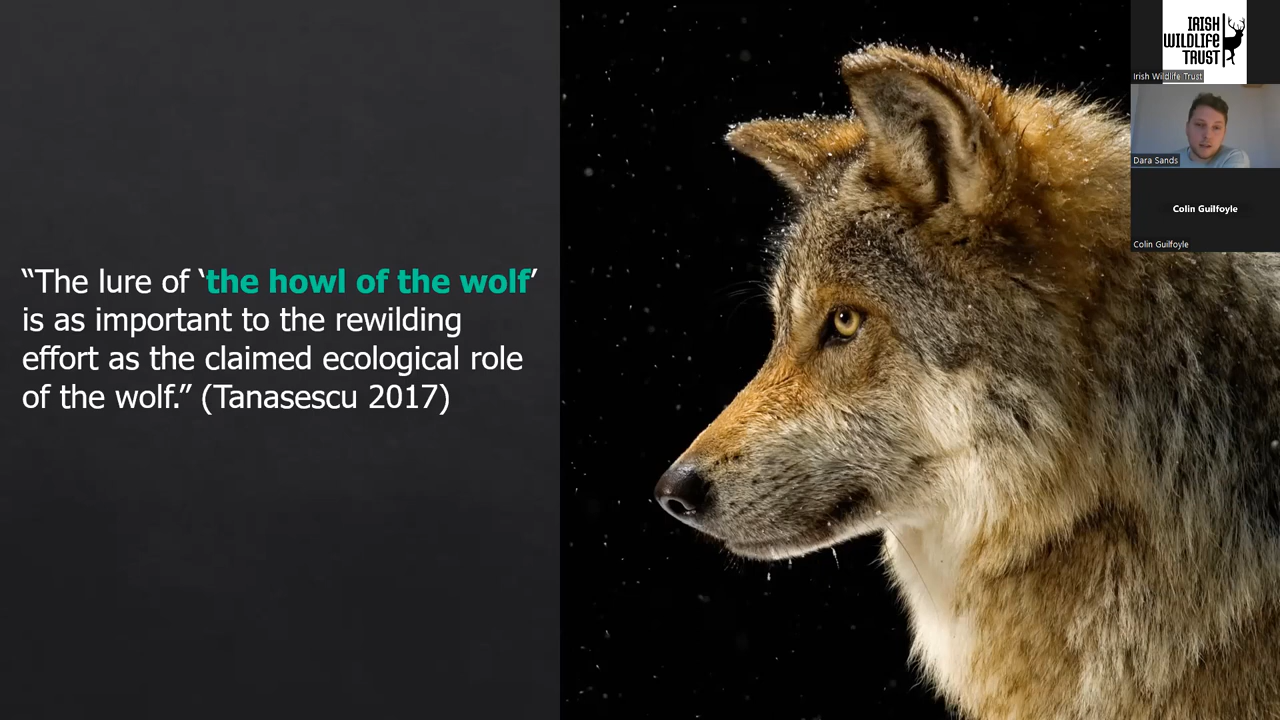 “The lure of ‘the howl of the wolf’
is as important to the rewilding
effort as the claimed ecological role
of the wolf.” (Tanasescu 2017)
IRISH
WILDLIFE
TRUST
Irish Wildlife Trust
Dara Sands
Colin Guilfoyle
Colin Guilfoyle